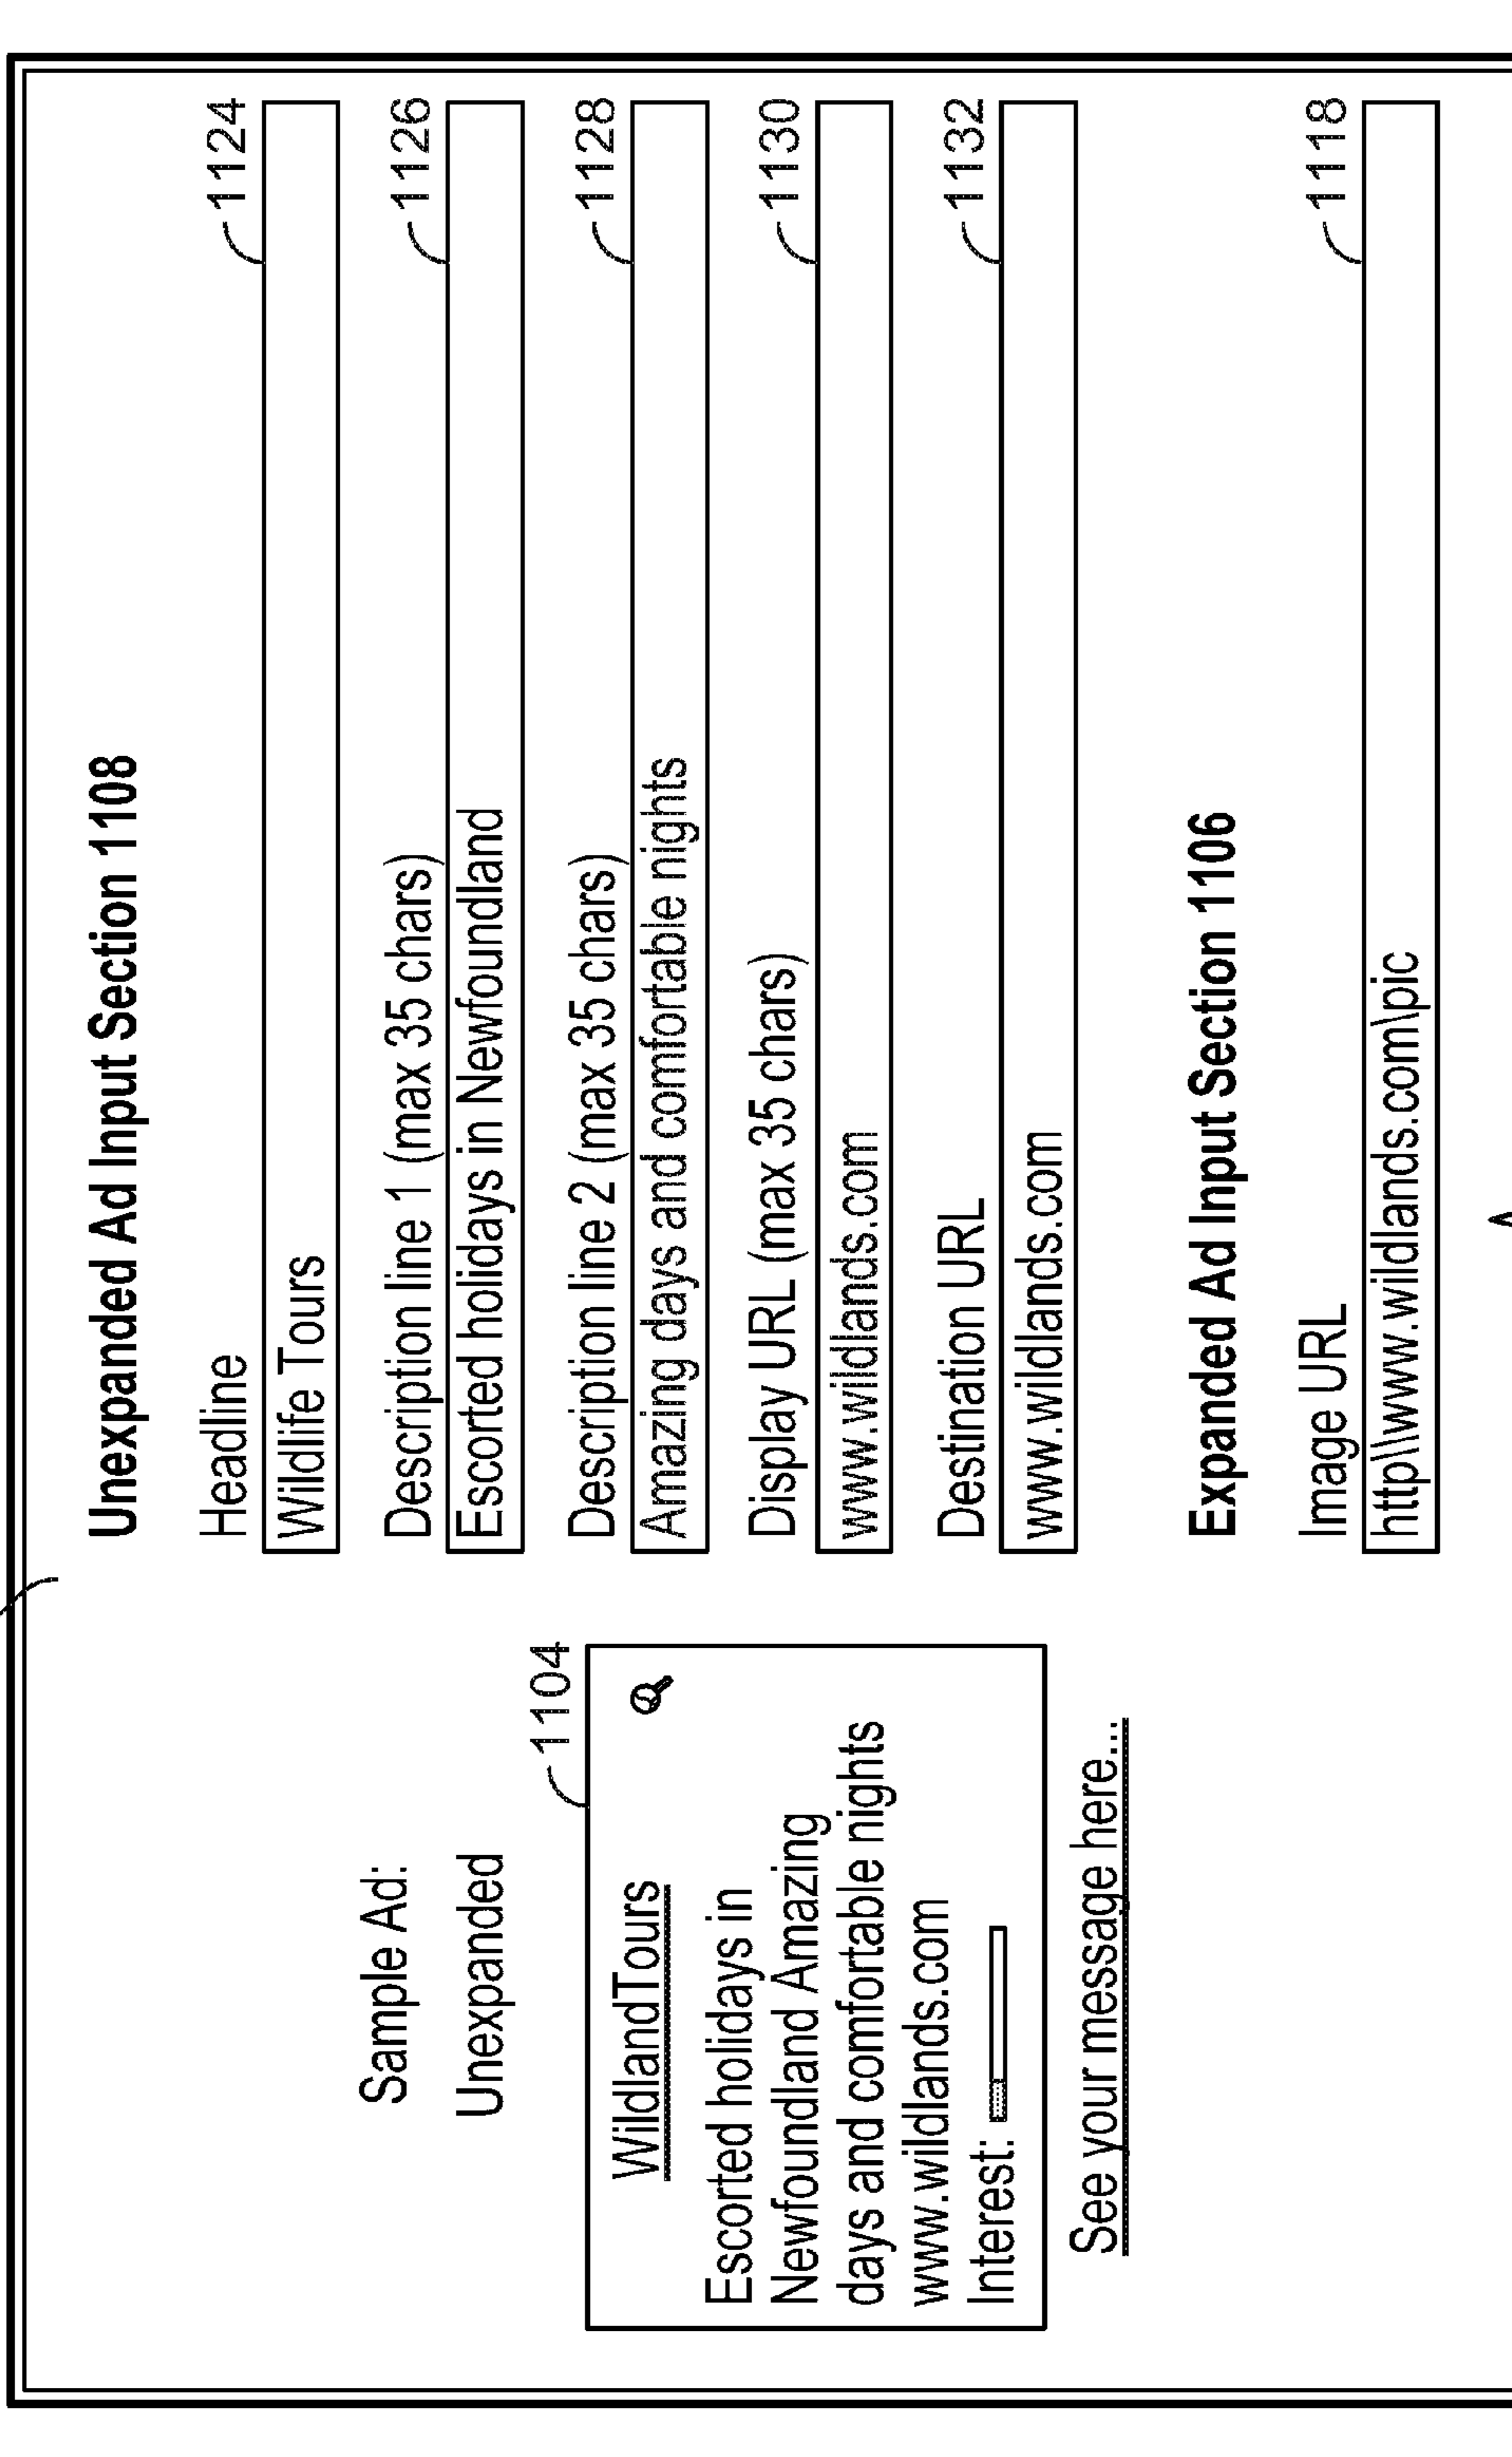 Sample Ad:
Unexpanded
1104
WildlandTours
Escorted holidays in
Newfoundland Amazing
days and comfortable nights
www.wildlands.com
Interest:
See your message here...
Unexpanded Ad Input Section 1108
Headline
1124
Wildlife Tours
Description line 1 (max 35 chars)
1126
Escorted holidays in Newfoundland
Description line 2 (max 35 chars)
1128
Amazing days and comfortable nights
Display URL (max 35 chars)
1130
www.wildlands.com
Destination URL
1132
www.wildlands.com
Expanded Ad Input Section 1106
Image URL
1118
http\\www.wildlands.com\pic